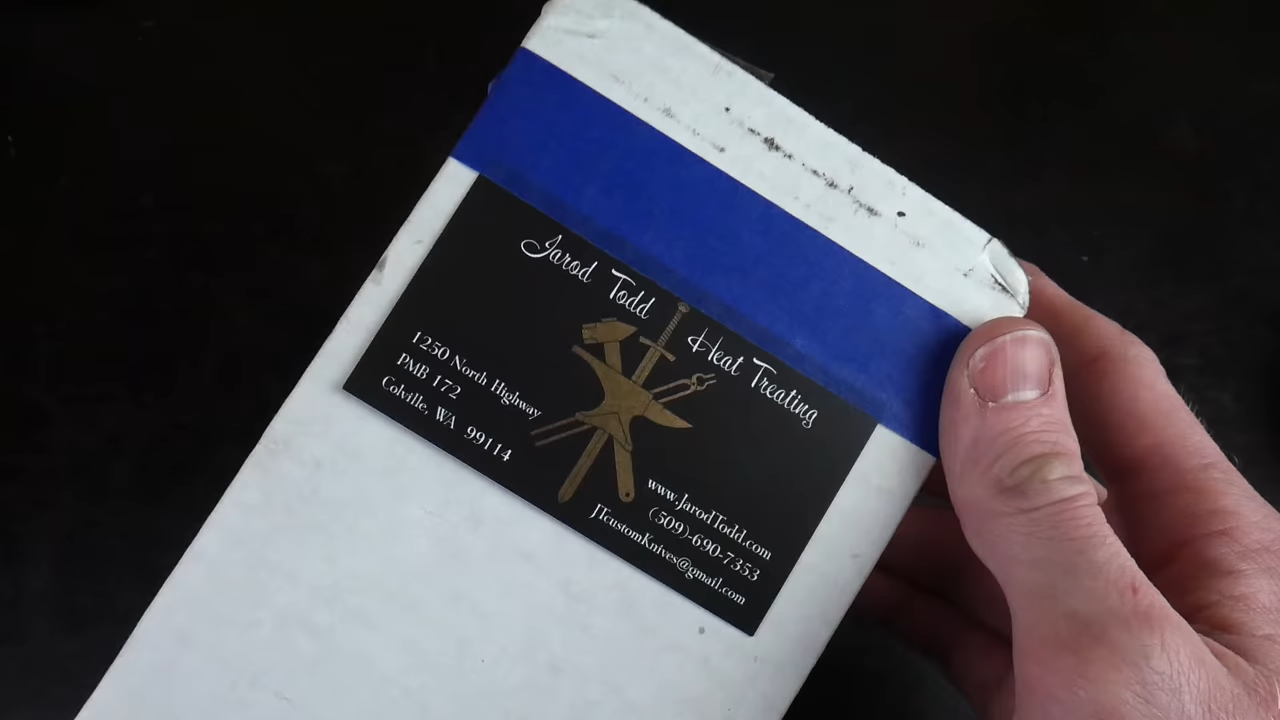 Jarod Todd Heat Treating
1250 North Highway
PMB 172
Colville, WA 99114
www.JarodTodd.com
(509)-690-7353
JTcustomKnives@gmail.com